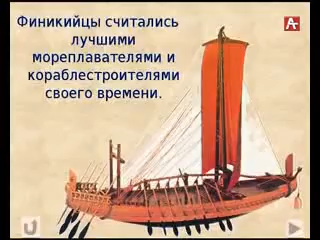 Финикийцы считались
лучшими
мореплавателями и
кораблестроителями
своего времени.
А